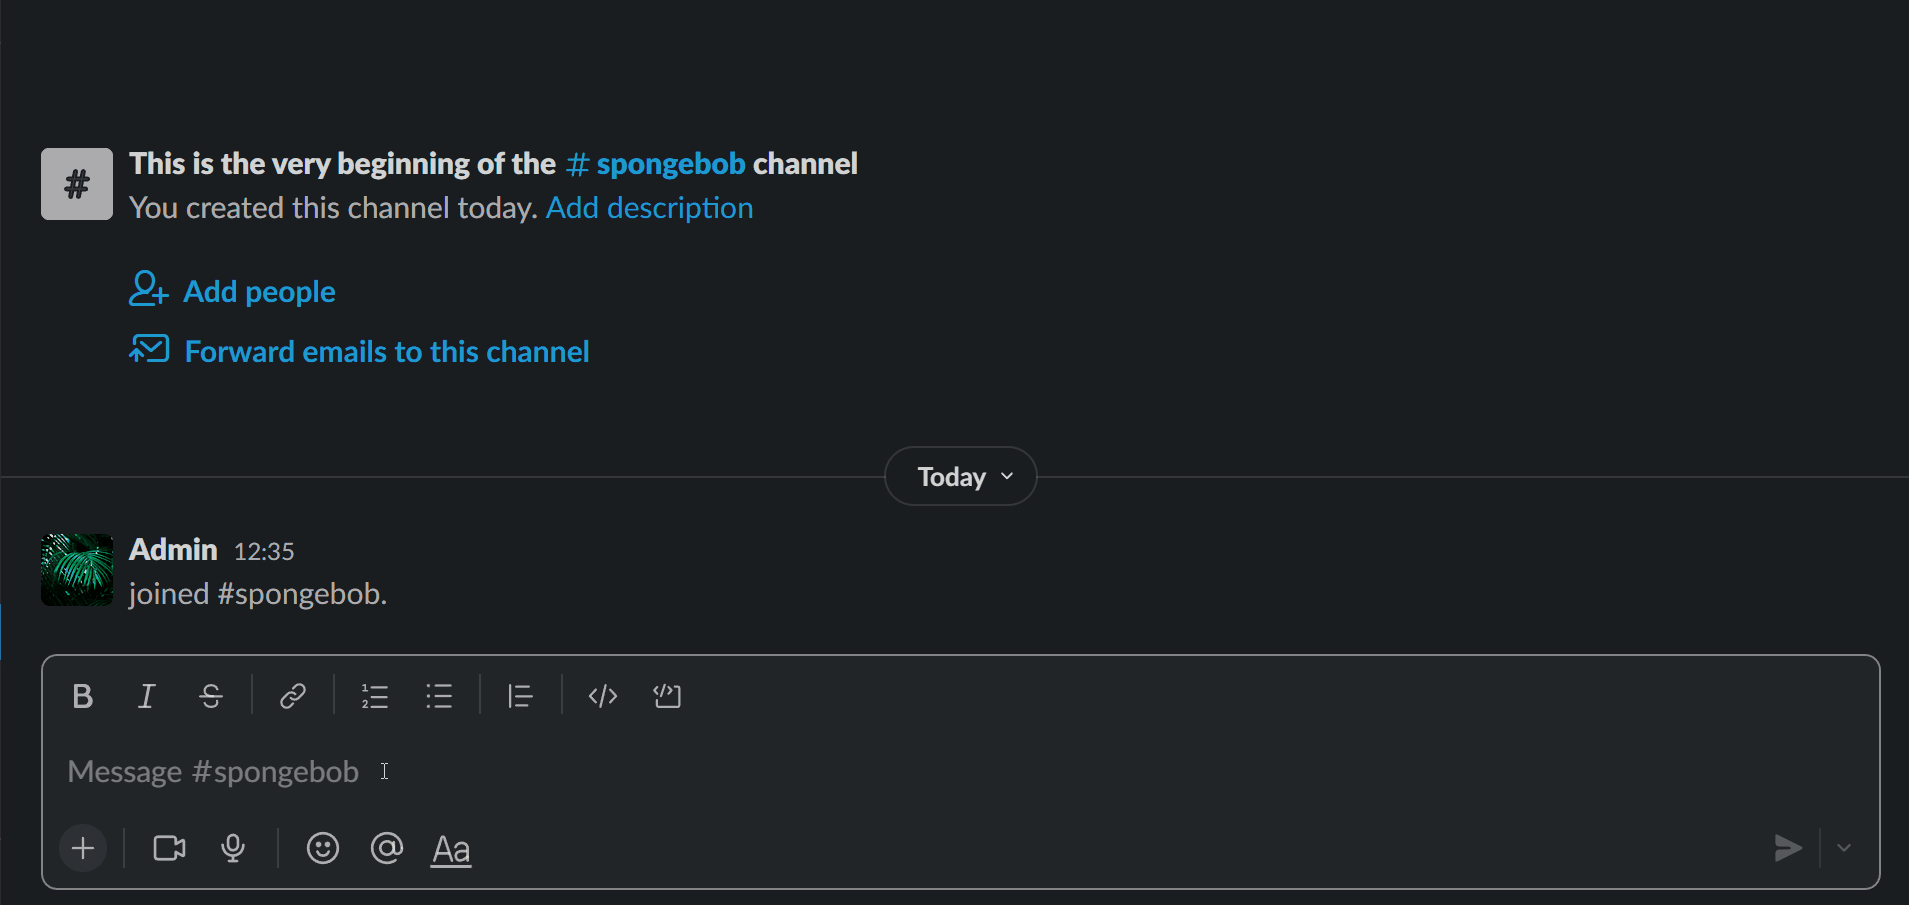 This is the very beginning of the # spongebob channel
You created this channel today. Add description
Add people
Forward emails to this channel
Today
Admin 12:35
joined #spongebob.
Message #spongebob
Aa